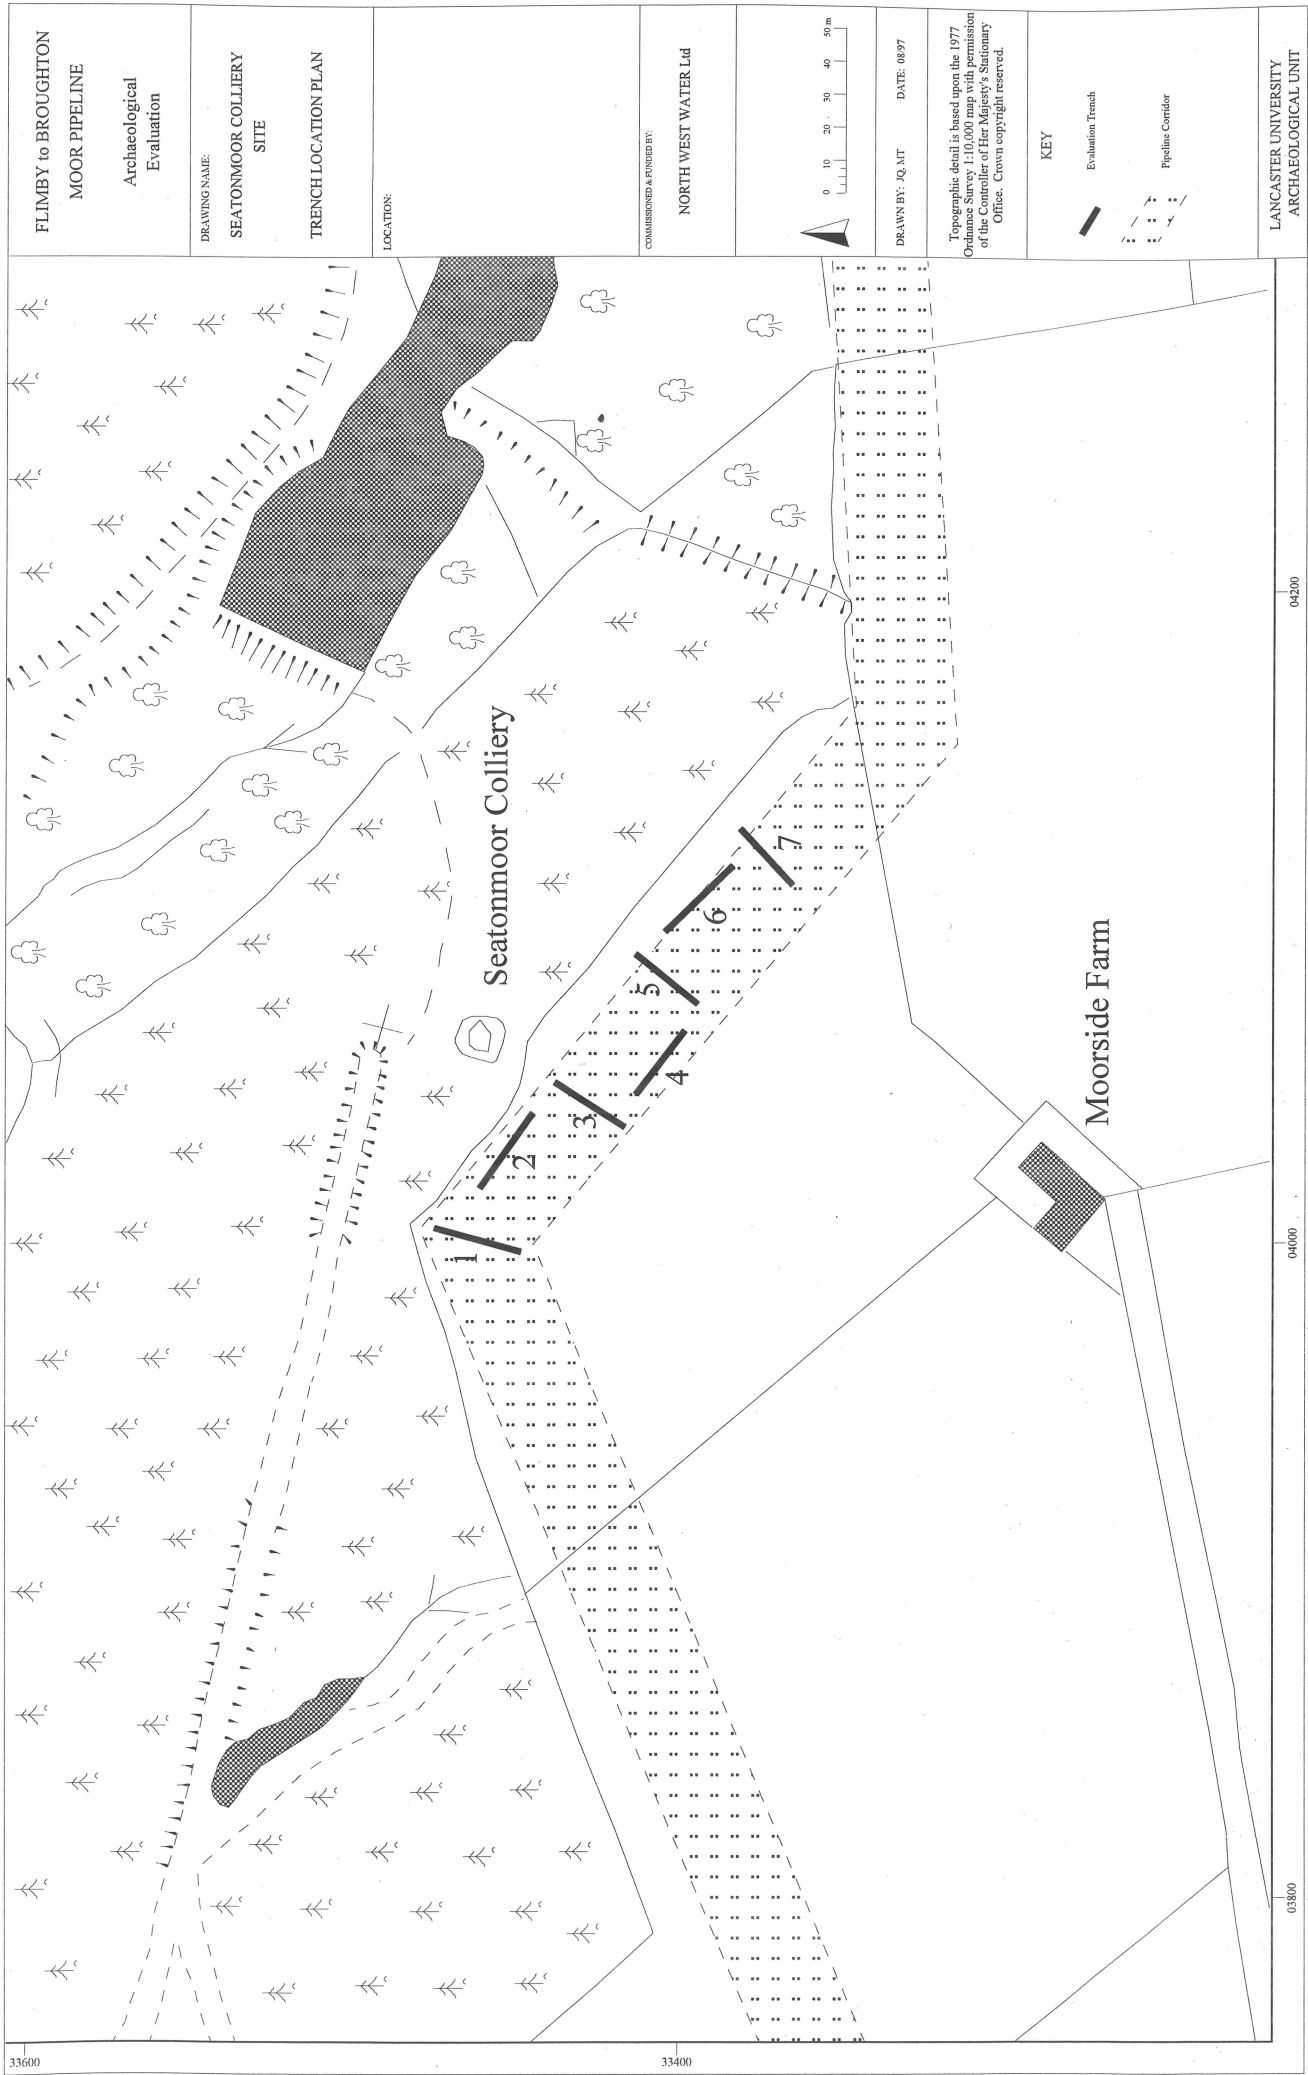 FLIMBY to BROUGHTON
MOOR PIPELINE
Archaeological
Evaluation
DRAWING NAME:
SEATONMOOR COLLIERY
SITE
TRENCH LOCATION PLAN
LOCATION:
COMMISSIONED & FUNDED BY:
NORTH WEST WATER Ltd
0 10 20 30 40 50 m
DRAWN BY: JQ, MT DATE: 08/97
Topographic detail is based upon the 1977
Ordnance Survey 1:10,000 map with permission
of the Controller of Her Majesty's Stationary
Office. Crown copyright reserved.
KEY
Evaluation Trench
Pipeline Corridor
LANCASTER UNIVERSITY
ARCHAEOLOGICAL UNIT
Seatonmoor Colliery
1
2
3
4
5
6
7
Moorside Farm
33600
33400
03800
04000
04200